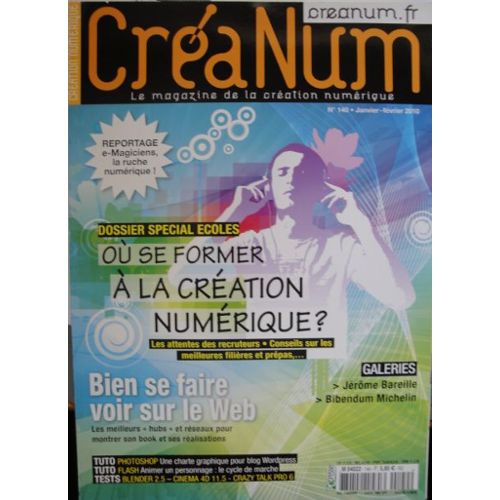 creanum.fr
CRÉATION NUMÉRIQUE
CréaNum
Le magazine de la création numérique
N° 140 • Janvier-février 2010
REPORTAGE
e-Magiciens,
la ruche
numérique !
DOSSIER SPECIAL ECOLES
OÙ SE FORMER
À LA CRÉATION
NUMÉRIQUE ?
Les attentes des recruteurs • Conseils sur les
meilleures filières et prépas,...
GALERIES
> Jérôme Bareille
> Bibendum Michelin
Bien se faire
voir sur le Web
Les meilleurs « hubs » et réseaux pour
montrer son book et ses réalisations
TUTO PHOTOSHOP Une charte graphique pour blog Wordpress
TUTO FLASH Animer un personnage : le cycle de marche
TESTS BLENDER 2.5 – CINEMA 4D 11.5 - CRAZY TALK PRO 6